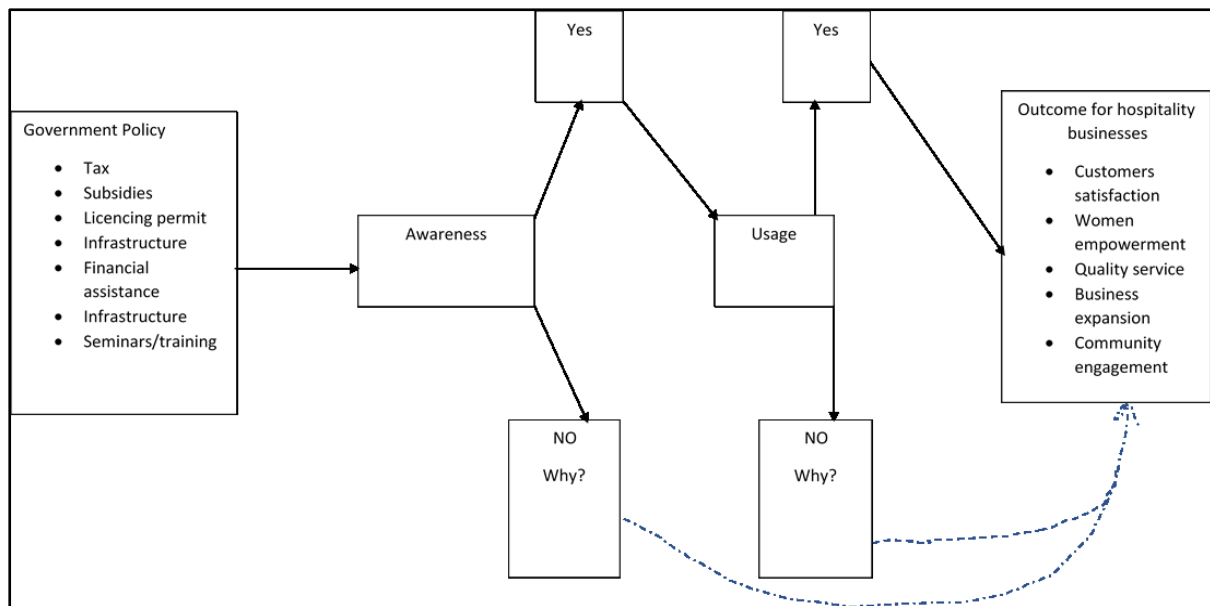 Government Policy
• Tax
• Subsidies
• Licencing permit
• Infrastructure
• Financial
assistance
• Infrastructure
• Seminars/training
Awareness
Yes
NO
Why?
Usage
Yes
NO
Why?
Outcome for hospitality
businesses
• Customers
satisfaction
• Women
empowerment
• Quality service
• Business
expansion
• Community
engagement